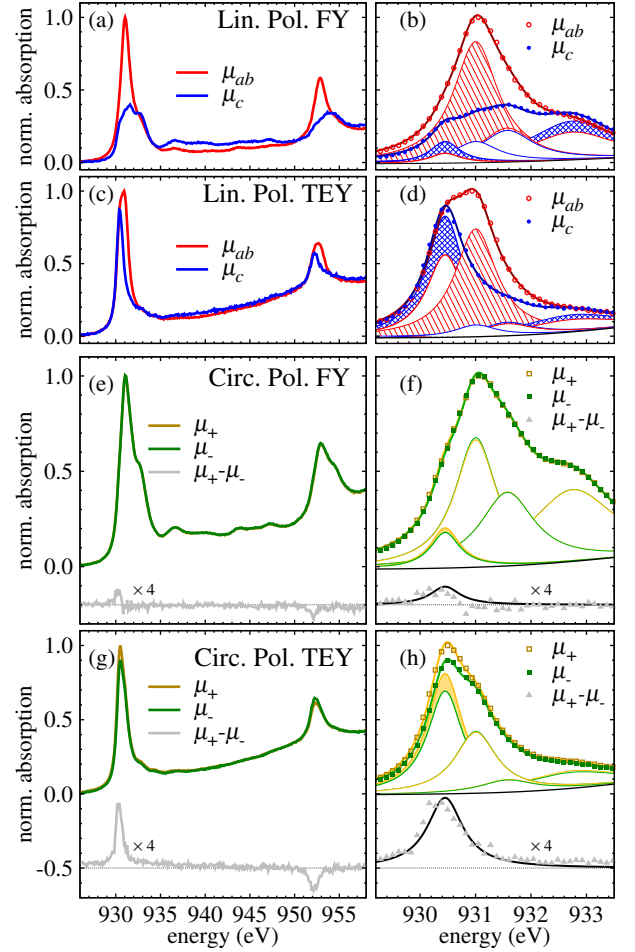 (a) Lin. Pol. FY
norm. absorption
1.0
0.5
0.0
μab
μc
(b)
μab
μc
(c) Lin. Pol. TEY
norm. absorption
1.0
0.5
0.0
μab
μc
(d)
μab
μc
(e) Circ. Pol. FY
norm. absorption
1.0
0.5
0.0
μ+
μ-
μ+-μ-
× 4
(f)
μ+
μ-
μ+-μ-
× 4
(g) Circ. Pol. TEY
norm. absorption
1.0
0.5
0.0
-0.5
μ+
μ-
μ+-μ-
× 4
930 935 940 945 950 955
energy (eV)
(h)
μ+
μ-
μ+-μ-
× 4
930 931 932 933
energy (eV)